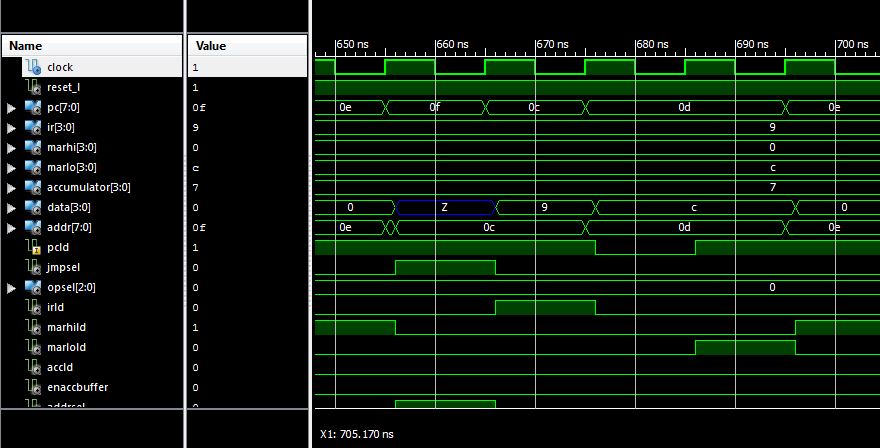 650 ns 660 ns 670 ns 680 ns 690 ns 700 ns
Name Value
clock 1
reset_l 1
pc[7:0] 0f 0e 0f 0c 0d 0e
ir[3:0] 9 9
marhi[3:0] 0 0
marlo[3:0] c c
accumulator[3:0] 7 7
data[3:0] 0 0 Z 9 c 0
addr[7:0] 0f 0e 0c 0d 0e
pcld 1
jmpsel 0
opsel[2:0] 0 0
irld 0
marhild 1
marlold 0
accld 0
enaccbuffer 0
addrsel 0
X1: 705.170 ns